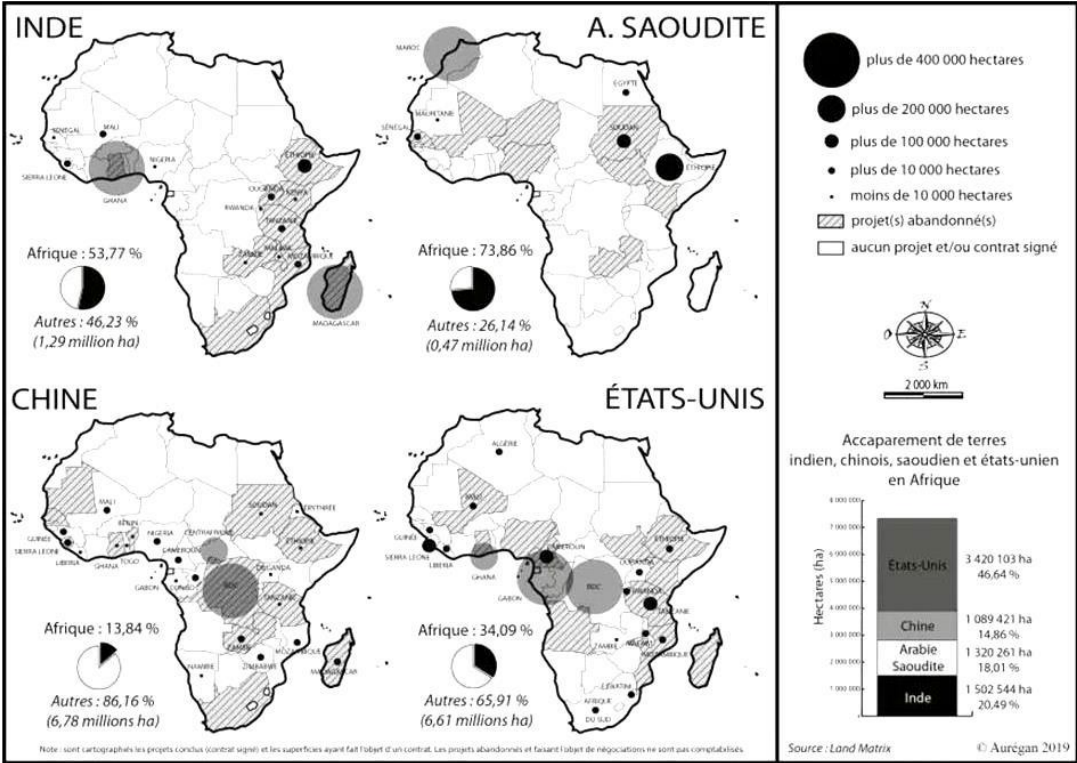 INDE
MAROC
SÉNÉGAL
MALI
SIERRA LEONE
GHANA
NIGERIA
ÉTHIOPIE
OUGANDA
KENYA
RWANDA
TANZANIE
MALAWI
ZAMBIE
MOZAMBIQUE
MADAGASCAR
Afrique : 53,77 %
Autres : 46,23 %
(1,29 million ha)
A. SAOUDITE
ÉGYPTE
MAURITANIE
SÉNÉGAL
SOUDAN
ÉTHIOPIE
Afrique : 73,86 %
Autres : 26,14 %
(0,47 million ha)
CHINE
MALI
SOUDAN
ERYTHRÉE
BÉNIN
GUINÉE
SIERRA LEONE
LIBERIA
GHANA
TOGO
NIGERIA
CENTRAFRIQUE
CAMEROUN
ÉTHIOPIE
OUGANDA
GABON
CONGO
RDC
TANZANIE
ZAMBIE
MOZAMBIQUE
ZIMBABWE
MADAGASCAR
NAMIBIE
Afrique : 13,84 %
Autres : 86,16 %
(6,78 millions ha)
ÉTATS-UNIS
ALGÉRIE
MALI
GUINÉE
SIERRA LEONE
LIBERIA
GHANA
CAMEROUN
ÉTHIOPIE
OUGANDA
GABON
RDC
RWANDA
TANZANIE
ZAMBIE
MALAWI
MOZAMBIQUE
AFRIQUE
DU SUD
Afrique : 34,09 %
Autres : 65,91 %
(6,61 millions ha)
Note : sont cartographiés les projets conclus (contrat signé) et les superficies ayant fait l'objet d'un contrat. Les projets abandonnés et faisant l'objet de négociations ne sont pas comptabilisés.
plus de 400 000 hectares
plus de 200 000 hectares
plus de 100 000 hectares
plus de 10 000 hectares
moins de 10 000 hectares
projet(s) abandonné(s)
aucun projet et/ou contrat signé
N
O
E
S
2 000 km
Accaparement de terres
indien, chinois, saoudien et états-unien
en Afrique
Hectares (ha)
8 000 000
7 000 000
6 000 000
5 000 000
4 000 000
3 000 000
2 000 000
1 000 000
États-Unis
3 420 103 ha
46,64 %
Chine
1 089 421 ha
14,86 %
Arabie
Saoudite
1 320 261 ha
18,01 %
Inde
1 502 544 ha
20,49 %
Source : Land Matrix
© Aurégan 2019